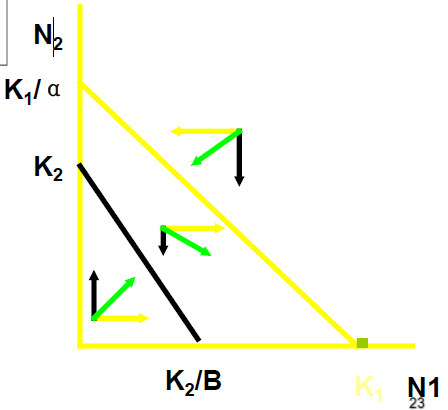 N₂
K₁/ α
K₂
K₂/B
K₁
N1
23